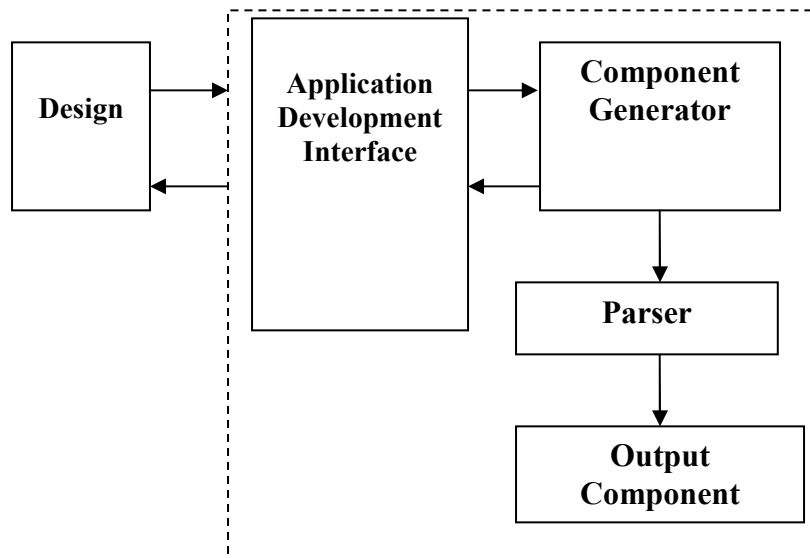 Design
Application
Development
Interface
Component
Generator
Parser
Output
Component